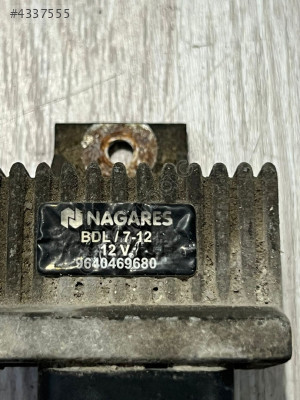 #4337555
NAGARES
BDL / 7-12
12 V.
9640469680